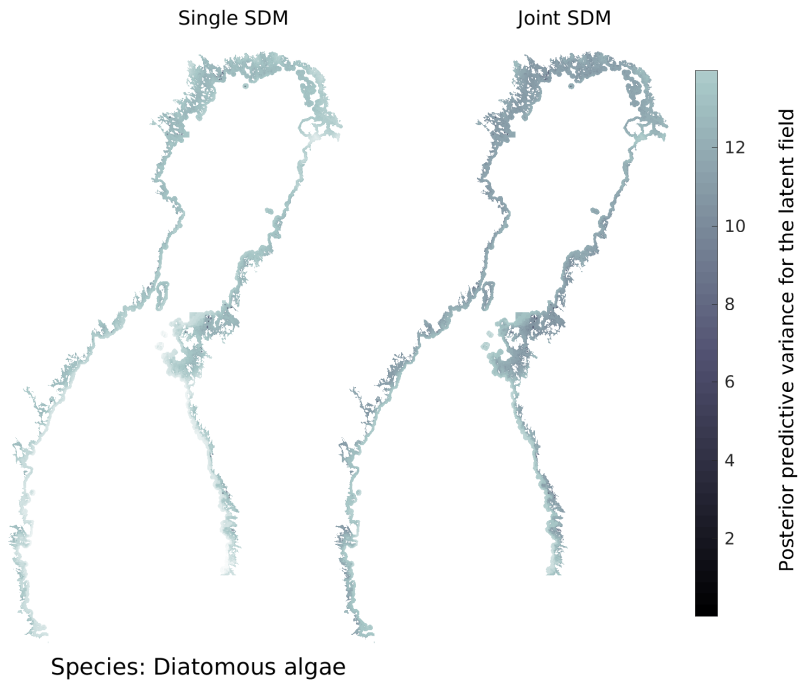 Single SDM
Joint SDM
12
10
8
6
4
2
Posterior predictive variance for the latent field
Species: Diatomous algae